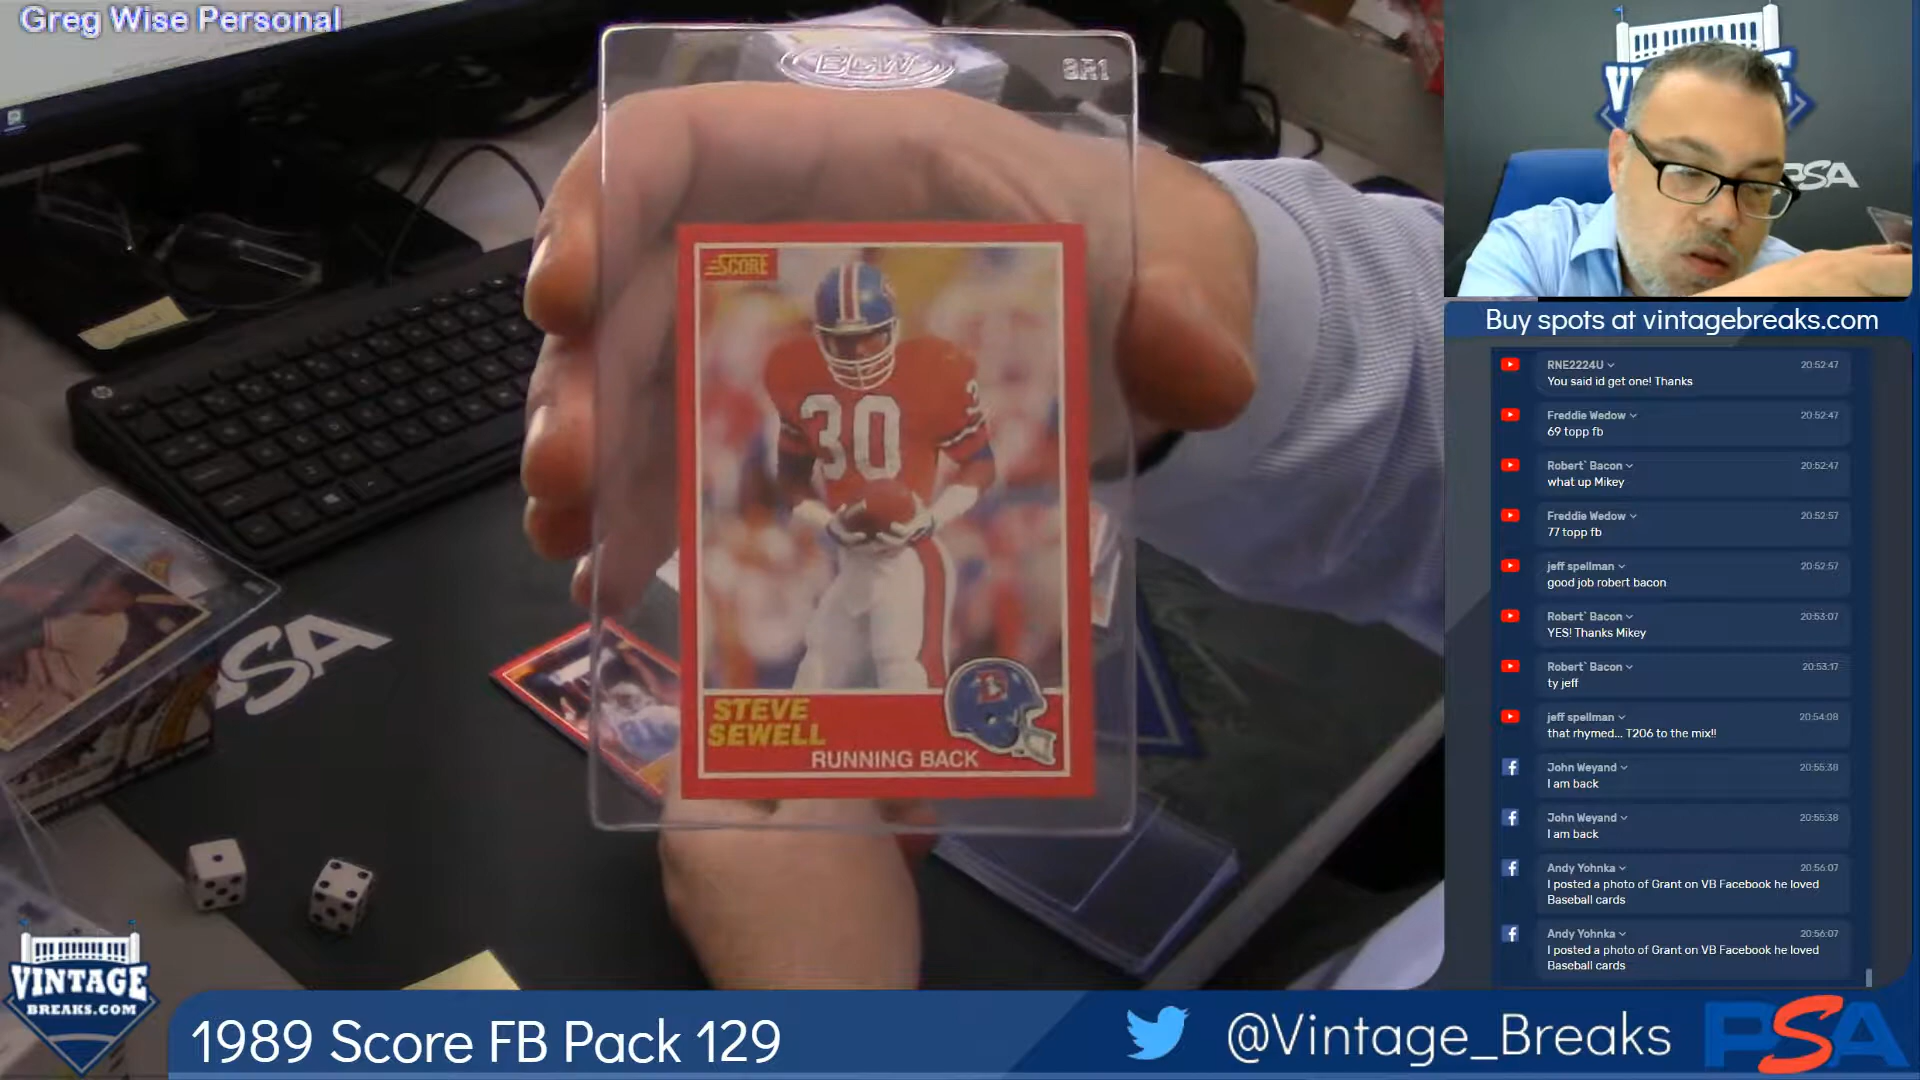 Greg Wise Personal
BCW
SR1
SCORE
30
3
STEVE
SEWELL
RUNNING BACK
PSA
Buy spots at vintagebreaks.com
RNE2224U 20:52:47
You said id get one! Thanks
Freddie Wedow 20:52:47
69 topp fb
Robert` Bacon 20:52:47
what up Mikey
Freddie Wedow 20:52:57
77 topp fb
jeff spellman 20:52:57
good job robert bacon
Robert` Bacon 20:53:07
YES! Thanks Mikey
Robert` Bacon 20:53:17
ty jeff
jeff spellman 20:54:08
that rhymed... T206 to the mix!!
John Weyand 20:55:38
I am back
John Weyand 20:55:38
I am back
Andy Yohnka 20:56:07
I posted a photo of Grant on VB Facebook he loved
Baseball cards
Andy Yohnka 20:56:07
I posted a photo of Grant on VB Facebook he loved
Baseball cards
PSA
VINTAGE
BREAKS.COM
1989 Score FB Pack 129
@Vintage_Breaks
PSA